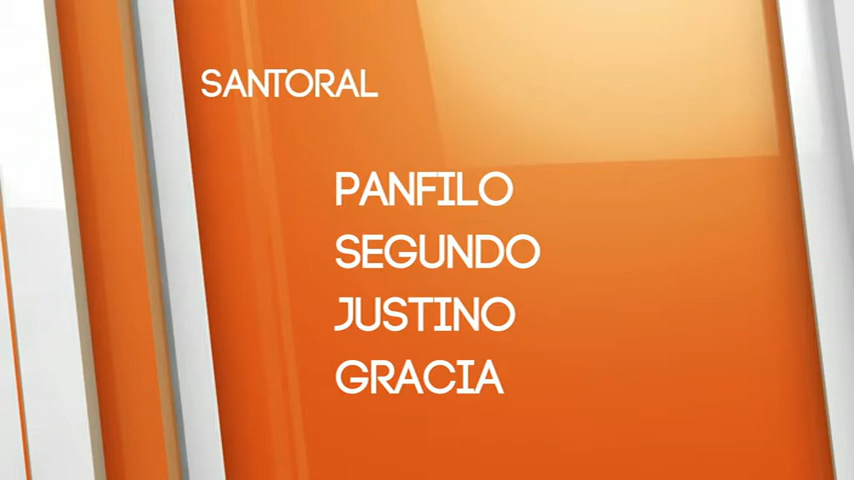 SANTORAL
PANFILO
SEGUNDO
JUSTINO
GRACIA